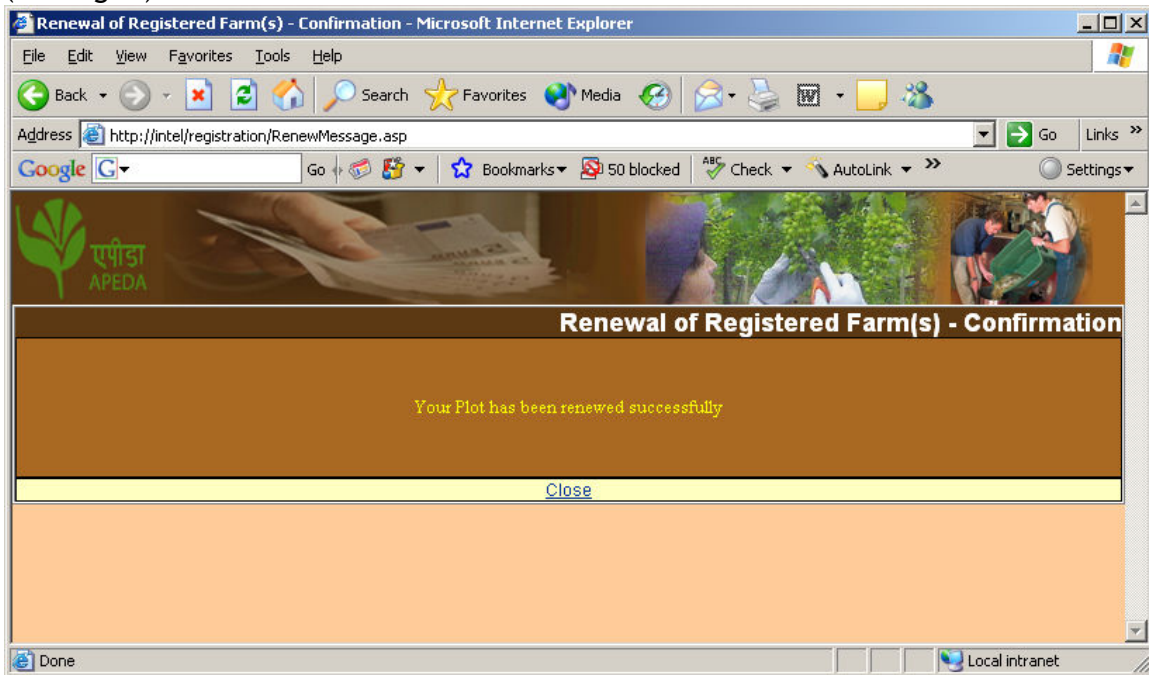 Renewal of Registered Farm(s) - Confirmation - Microsoft Internet Explorer
File Edit View Favorites Tools Help
Back Search Favorites Media
Address http://intel/registration/RenewMessage.asp Go Links »
Google G Go Bookmarks 50 blocked ABC Check AutoLink » Settings
एपीडा
APEDA
Renewal of Registered Farm(s) - Confirmation
Your Plot has been renewed successfully
Close
Done Local intranet